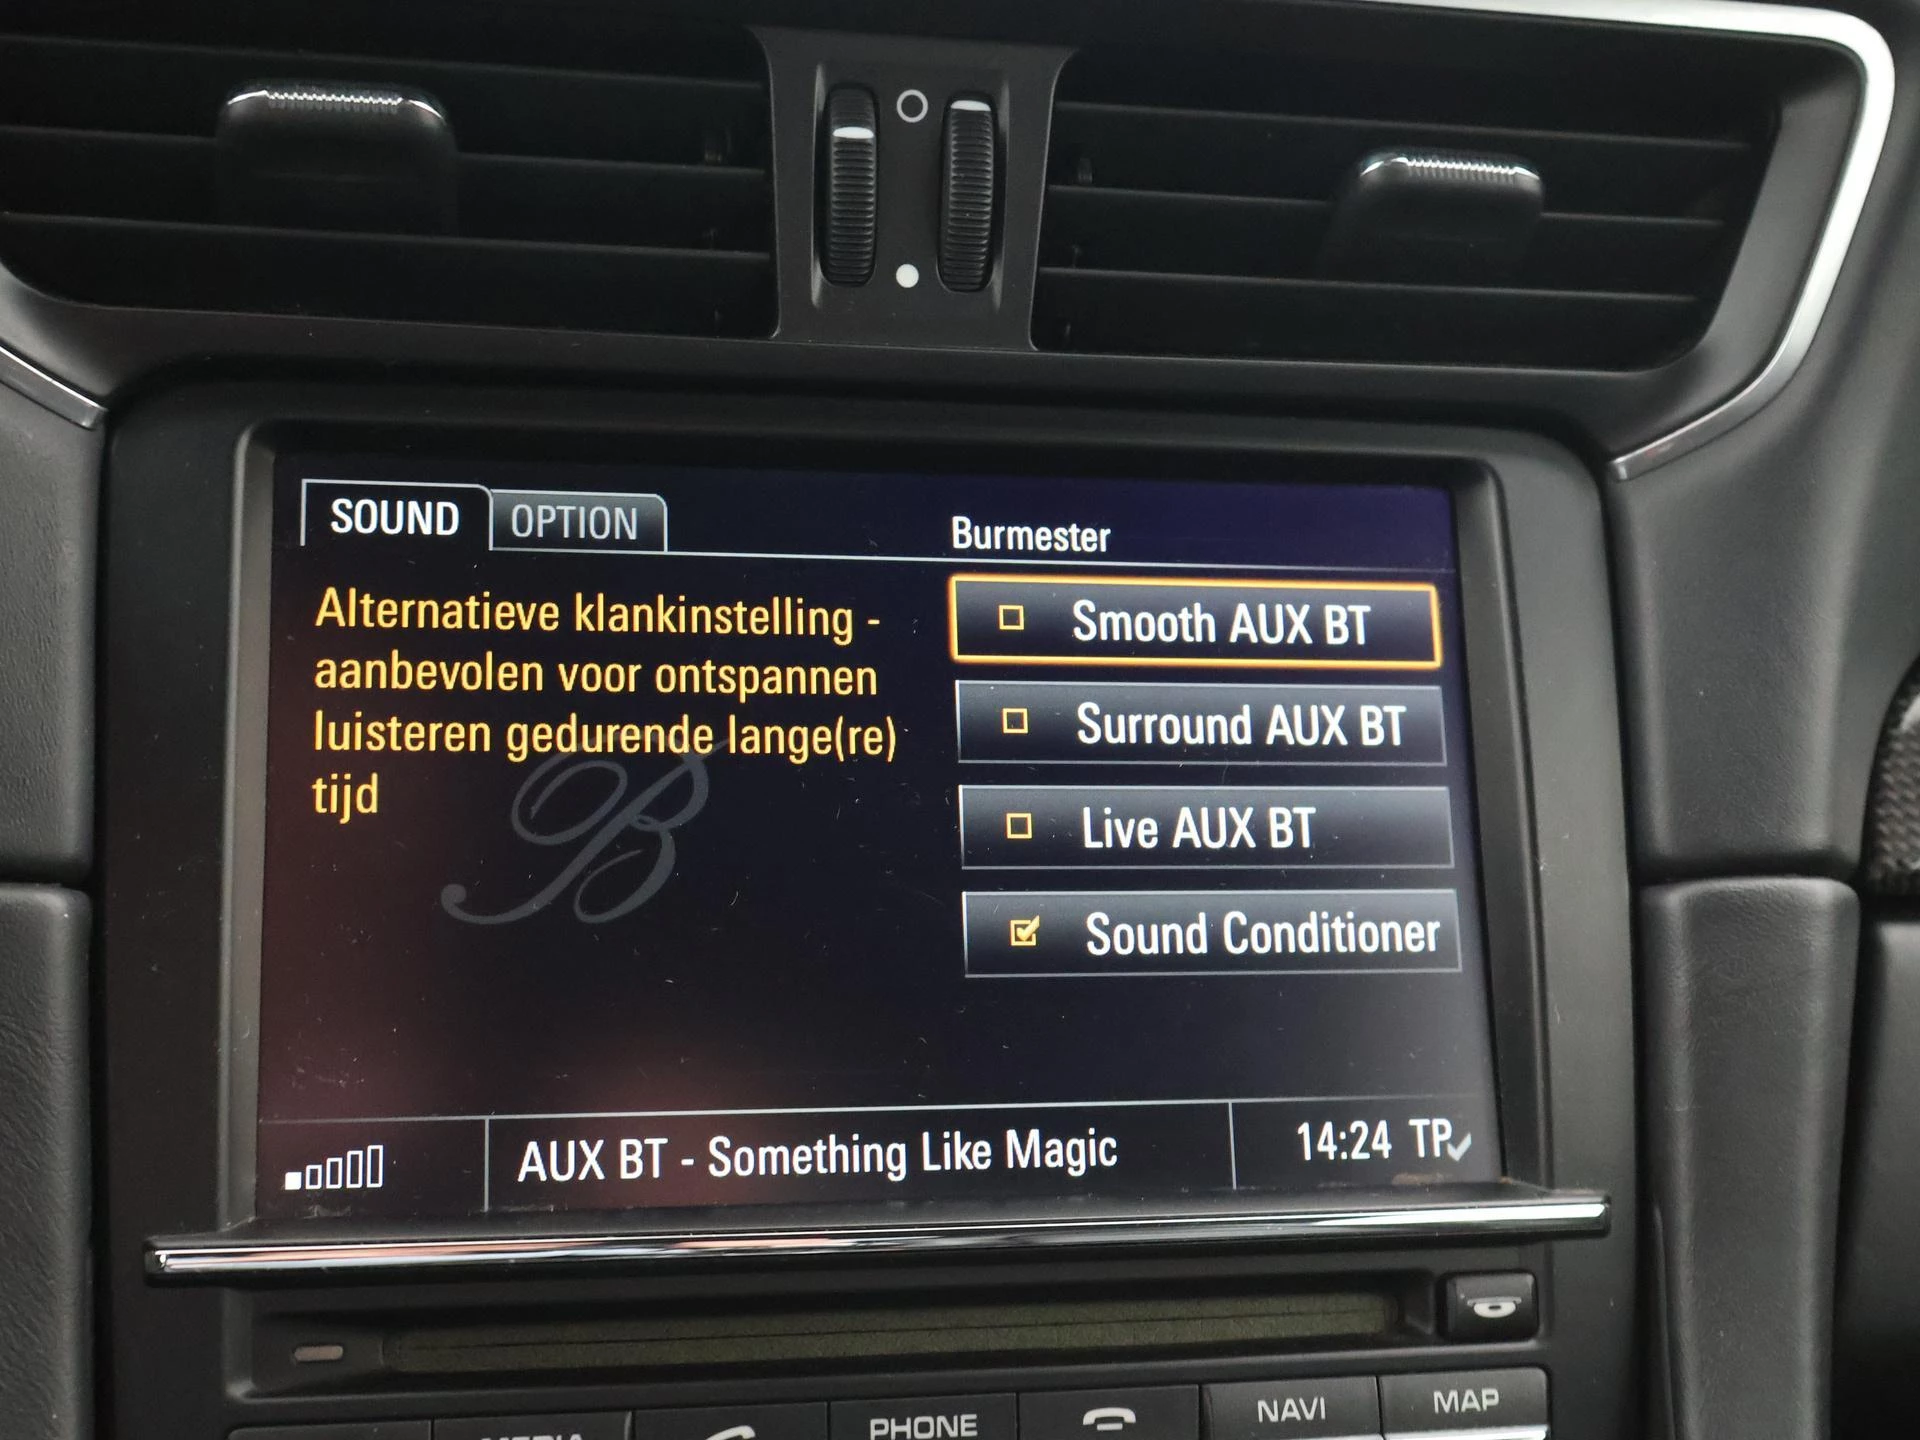 SOUND OPTION
Burmester
Alternatieve klankinstelling -
aanbevolen voor ontspannen
luisteren gedurende lange(re)
tijd
B
Smooth AUX BT
Surround AUX BT
Live AUX BT
Sound Conditioner
AUX BT - Something Like Magic
14:24 TP
MEDIA
PHONE
NAVI
MAP